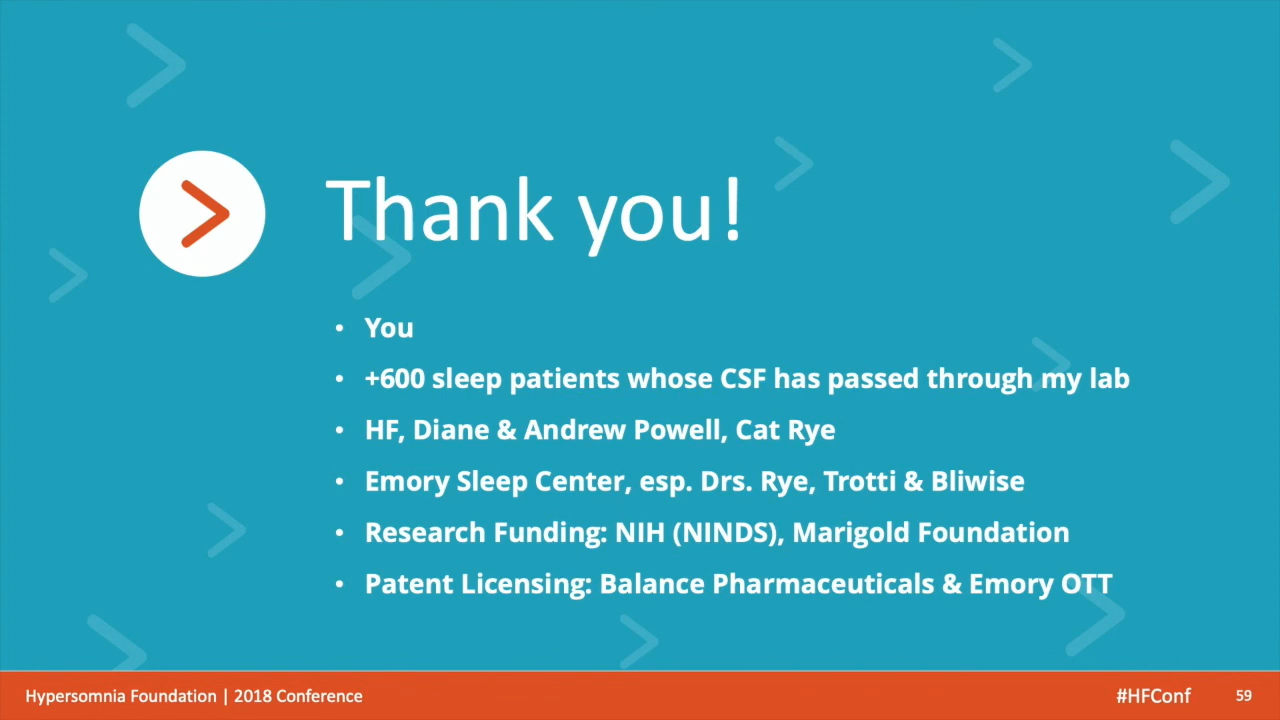 Thank you!
• You
• +600 sleep patients whose CSF has passed through my lab
• HF, Diane & Andrew Powell, Cat Rye
• Emory Sleep Center, esp. Drs. Rye, Trotti & Bliwise
• Research Funding: NIH (NINDS), Marigold Foundation
• Patent Licensing: Balance Pharmaceuticals & Emory OTT
Hypersomnia Foundation | 2018 Conference #HFConf 59